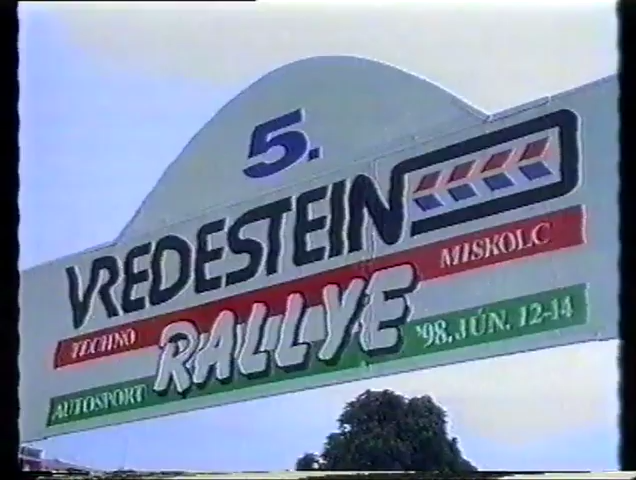 5.
VREDESTEIN
TECHNO RALLYE MISKOLC
AUTOSPORT '98. JÚN. 12-14